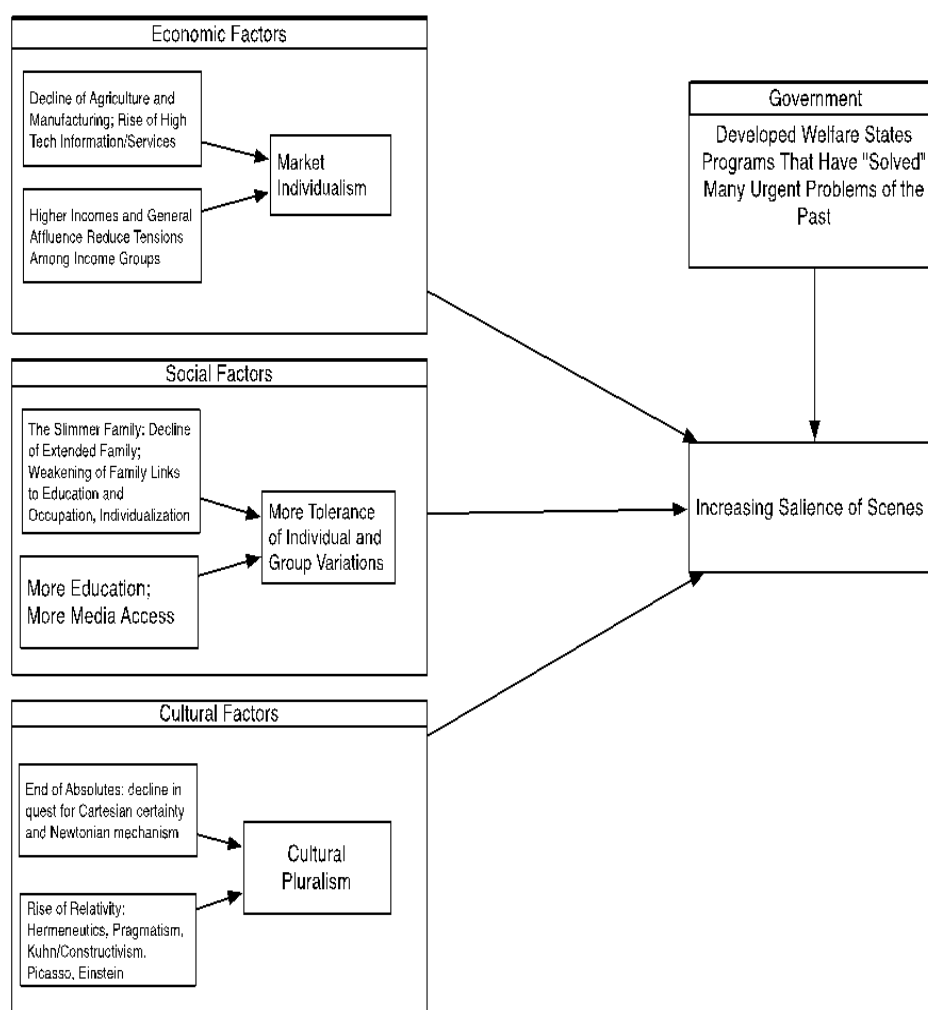 Economic Factors
Decline of Agriculture and
Manufacturing; Rise of High
Tech Information/Services
Market
Individualism
Higher Incomes and General
Affluence Reduce Tensions
Among Income Groups
Government
Developed Welfare States
Programs That Have "Solved"
Many Urgent Problems of the
Past
Social Factors
The Slimmer Family: Decline
of Extended Family;
Weakening of Family Links
to Education and
Occupation, Individualization
More Tolerance
of Individual and
Group Variations
More Education;
More Media Access
Increasing Salience of Scenes
Cultural Factors
End of Absolutes: decline in
quest for Cartesian certainty
and Newtonian mechanism
Cultural
Pluralism
Rise of Relativity:
Hermeneutics, Pragmatism,
Kuhn/Constructivism.
Picasso, Einstein